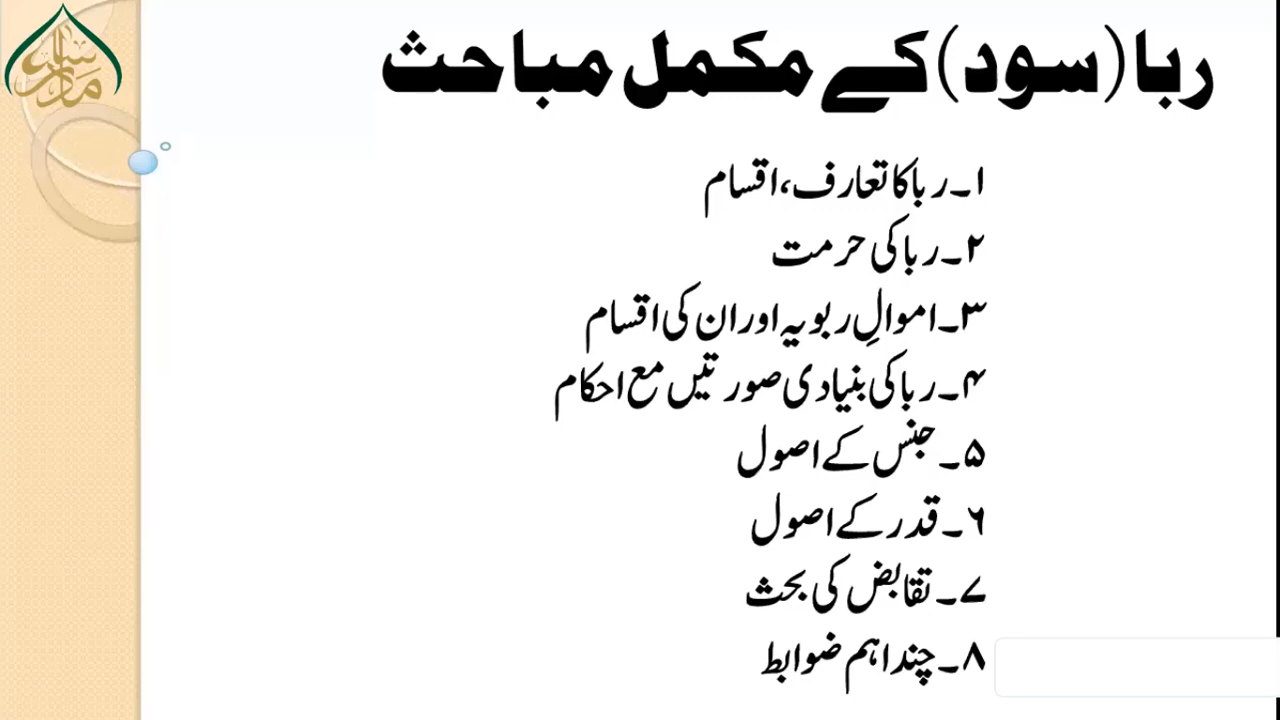 ربا(سود)کے مکمل مباحث
۱۔ربا کا تعارف،اقسام
۲۔ربا کی حرمت
۳۔اموالِ ربویہ اور ان کی اقسام
۴۔ربا کی بنیادی صورتیں مع احکام
۵۔جنس کے اصول
۶۔قدر کے اصول
۷۔تقابض کی بحث
۸۔چند اہم ضوابط